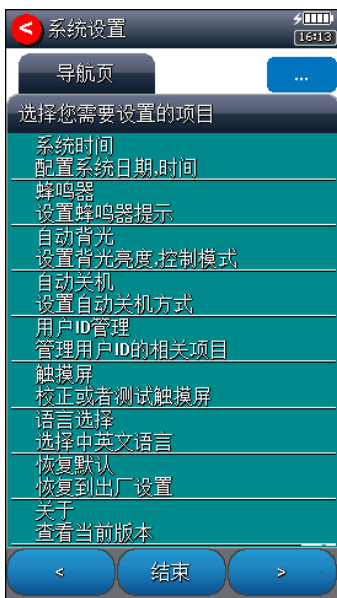 < 系统设置
16:13
导航页
...
选择您需要设置的项目
系统时间
配置系统日期,时间
蜂鸣器
设置蜂鸣器提示
自动背光
设置背光亮度,控制模式
自动关机
设置自动关机方式
用户ID管理
管理用户ID的相关项目
触摸屏
校正或者测试触摸屏
语言选择
选择中英文语言
恢复默认
恢复到出厂设置
关于
查看当前版本
< 结束 >